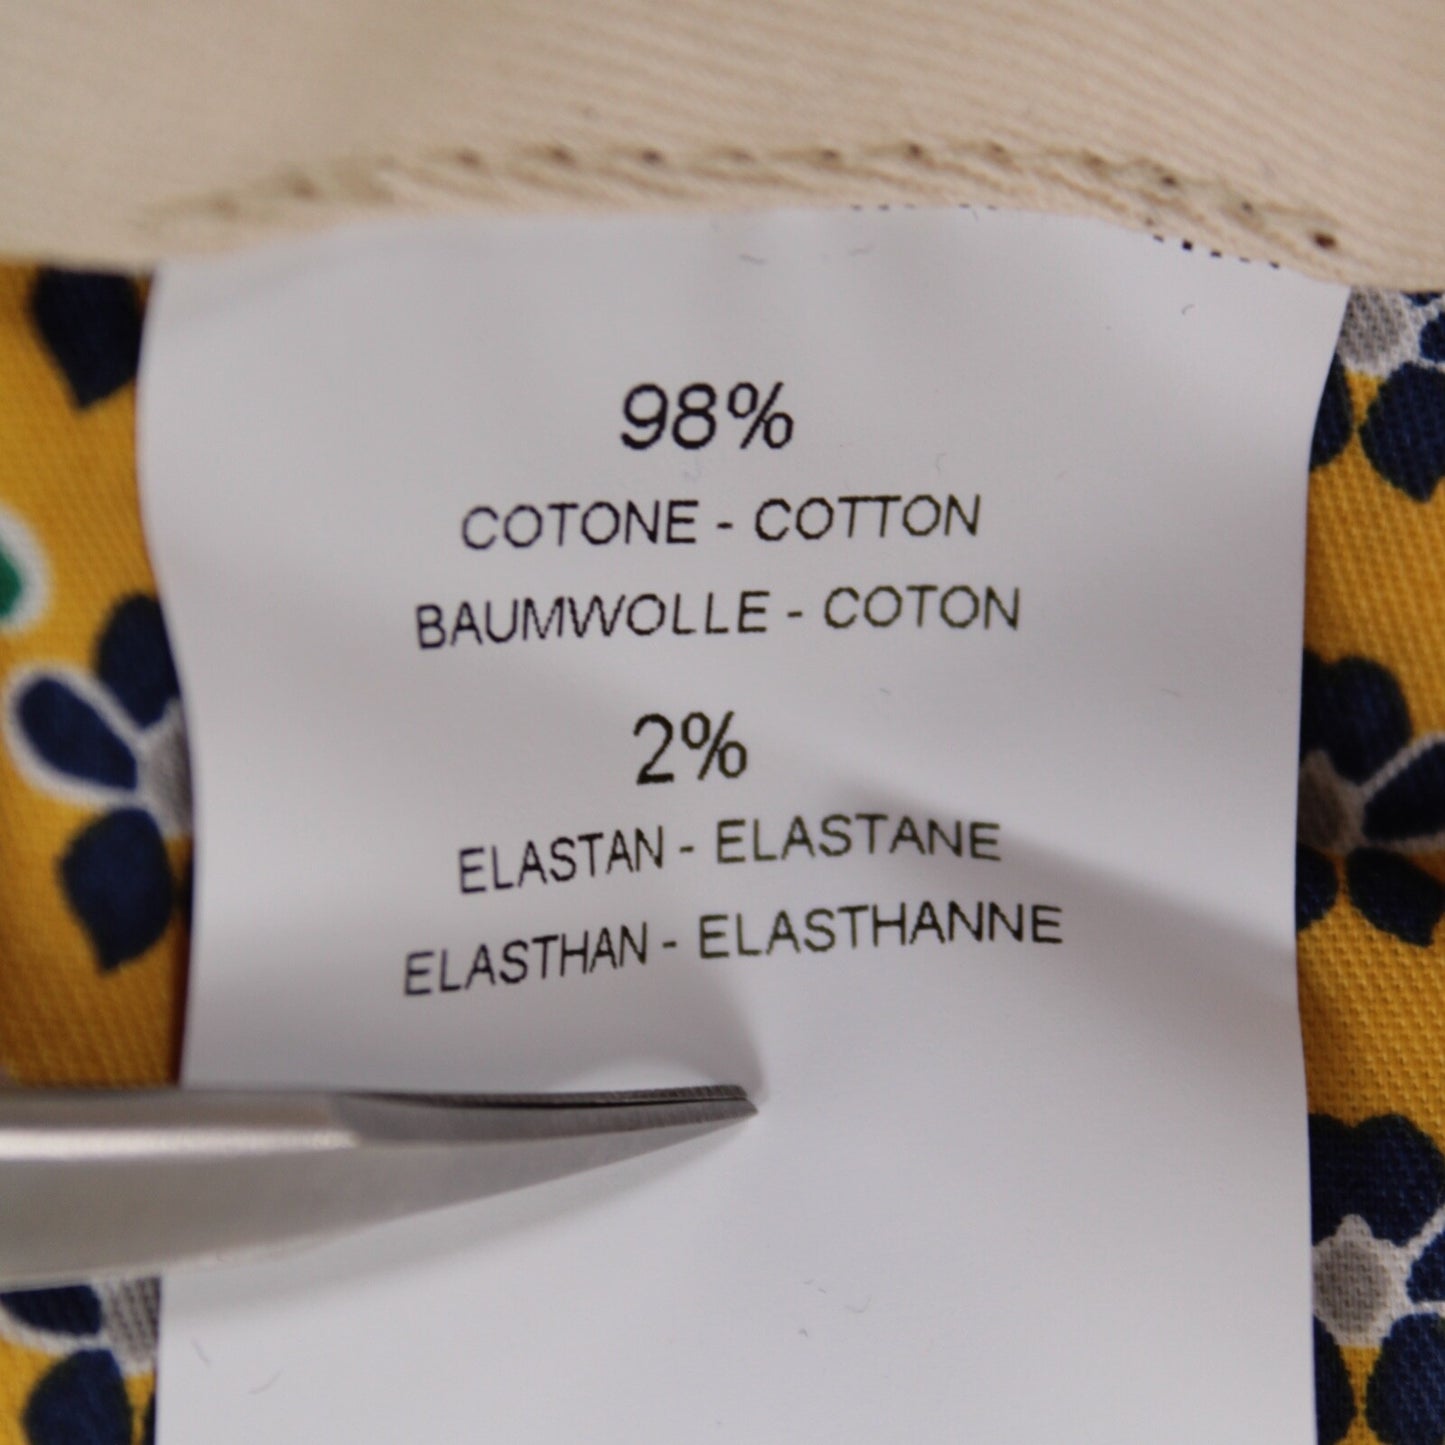 98%
COTONE - COTTON
BAUMWOLLE - COTON
2%
ELASTAN - ELASTANE
ELASTHAN - ELASTHANNE